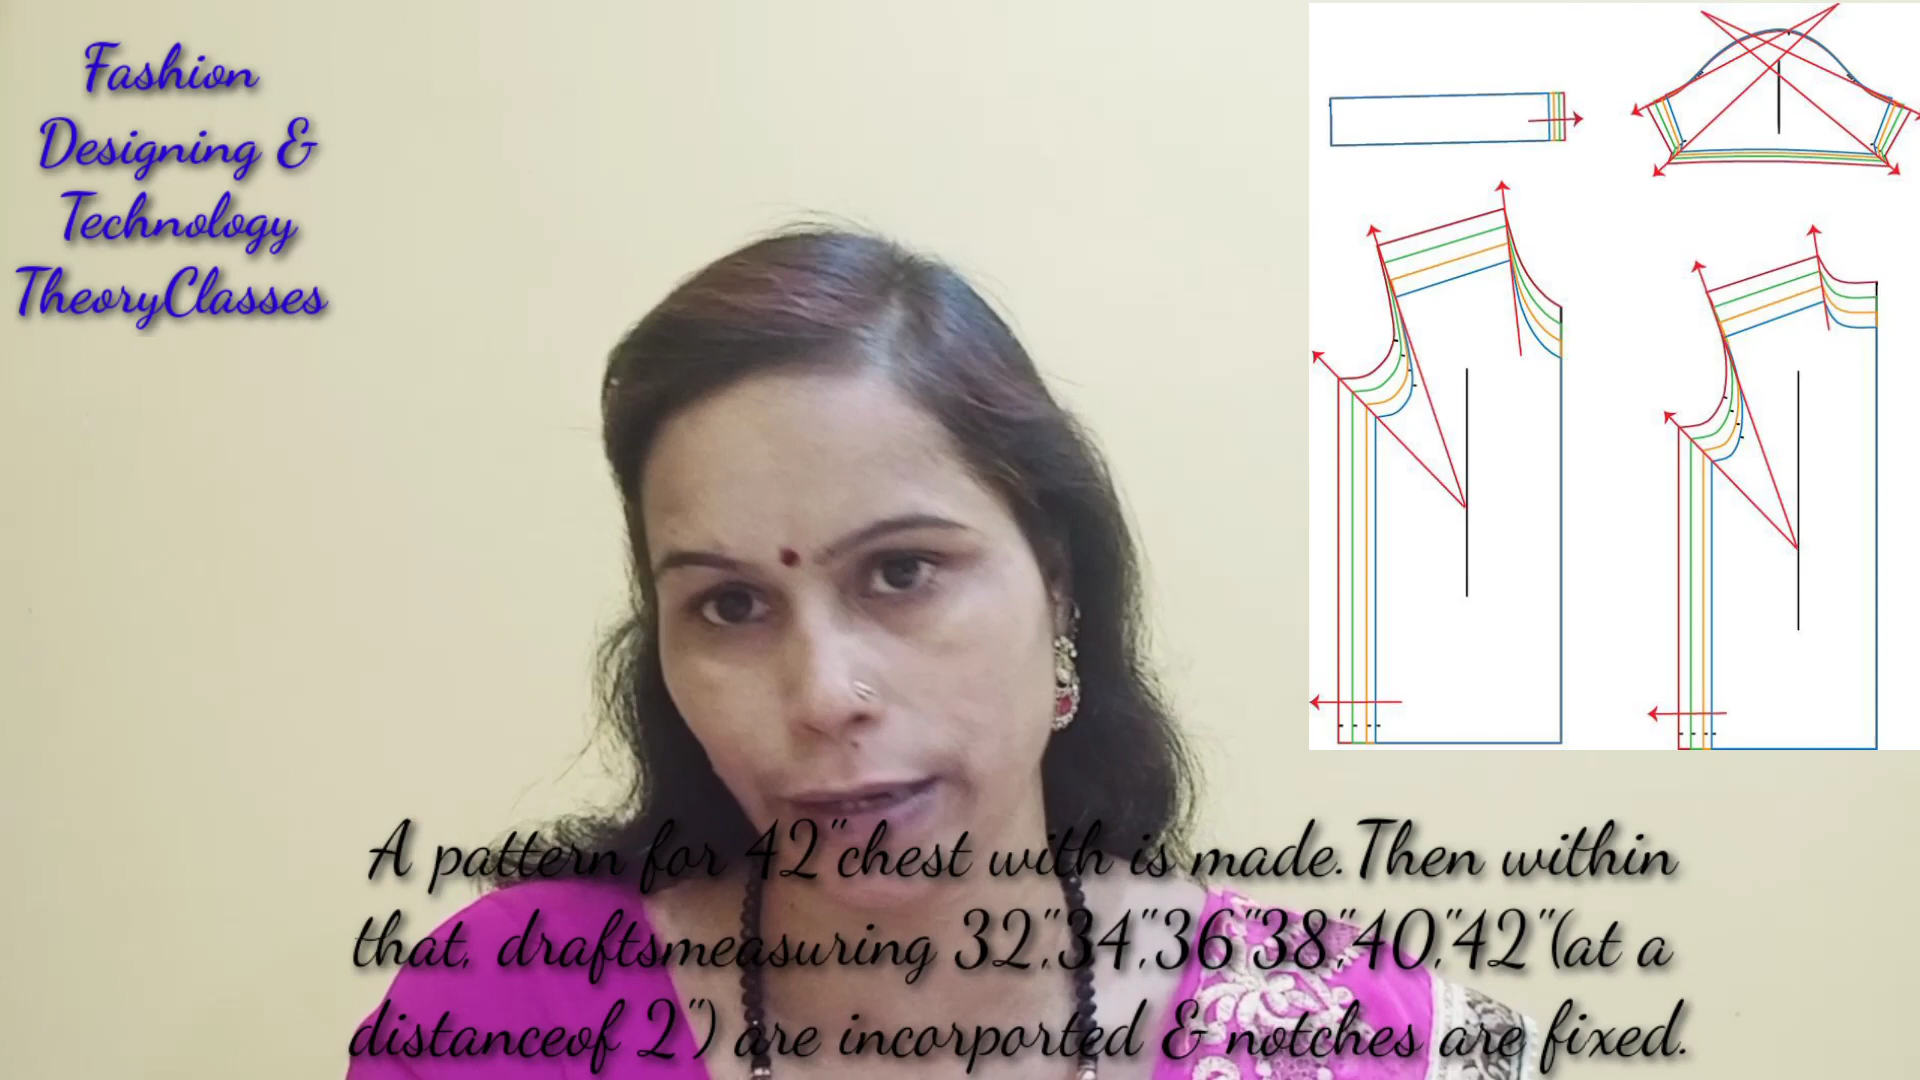 Fashion
Designing &
Technology
TheoryClasses
A pattern for 42"chest with is made.Then within
that, draftsmeasuring 32",34",36"38",40",42"(at a
distanceof 2") are incorported & notches are fixed.